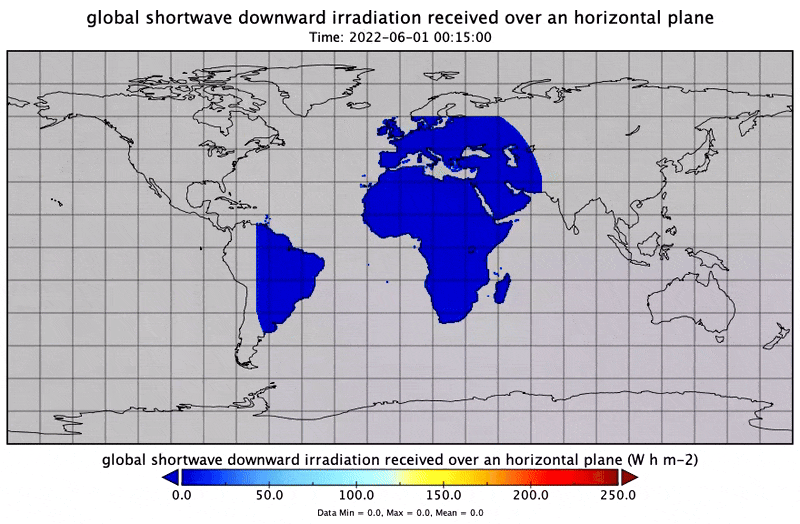 global shortwave downward irradiation received over an horizontal plane
Time: 2022-06-01 00:15:00
global shortwave downward irradiation received over an horizontal plane (W h m-2)
0.0 50.0 100.0 150.0 200.0 250.0
Data Min = 0.0, Max = 0.0, Mean = 0.0